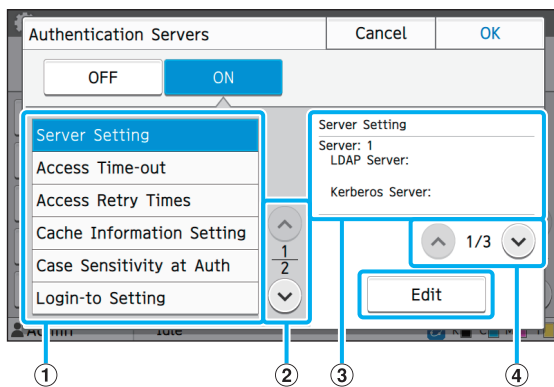 Authentication Servers
Cancel
OK
OFF
ON
Server Setting
Access Time-out
Access Retry Times
Cache Information Setting
Case Sensitivity at Auth
Login-to Setting
1
2
Server Setting
Server: 1
LDAP Server:
Kerberos Server:
1/3
Edit
Admin
Idle
K
C
M
1
2
3
4